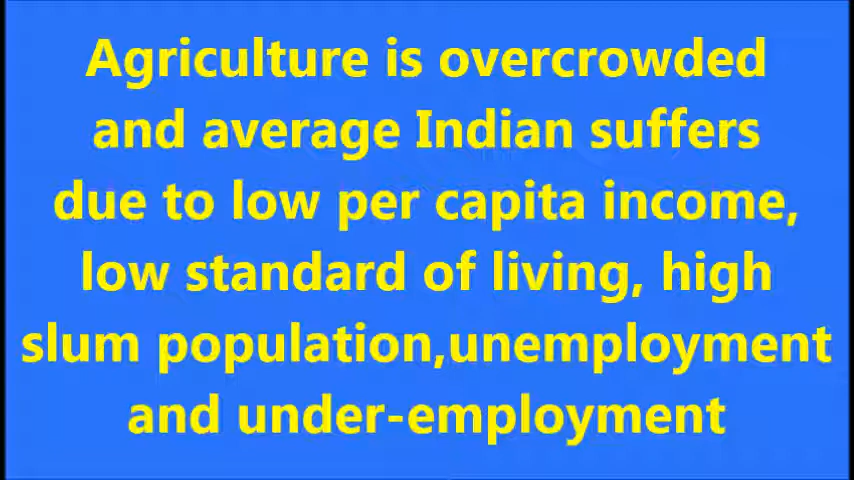 Agriculture is overcrowded
and average Indian suffers
due to low per capita income,
low standard of living, high
slum population,unemployment
and under-employment